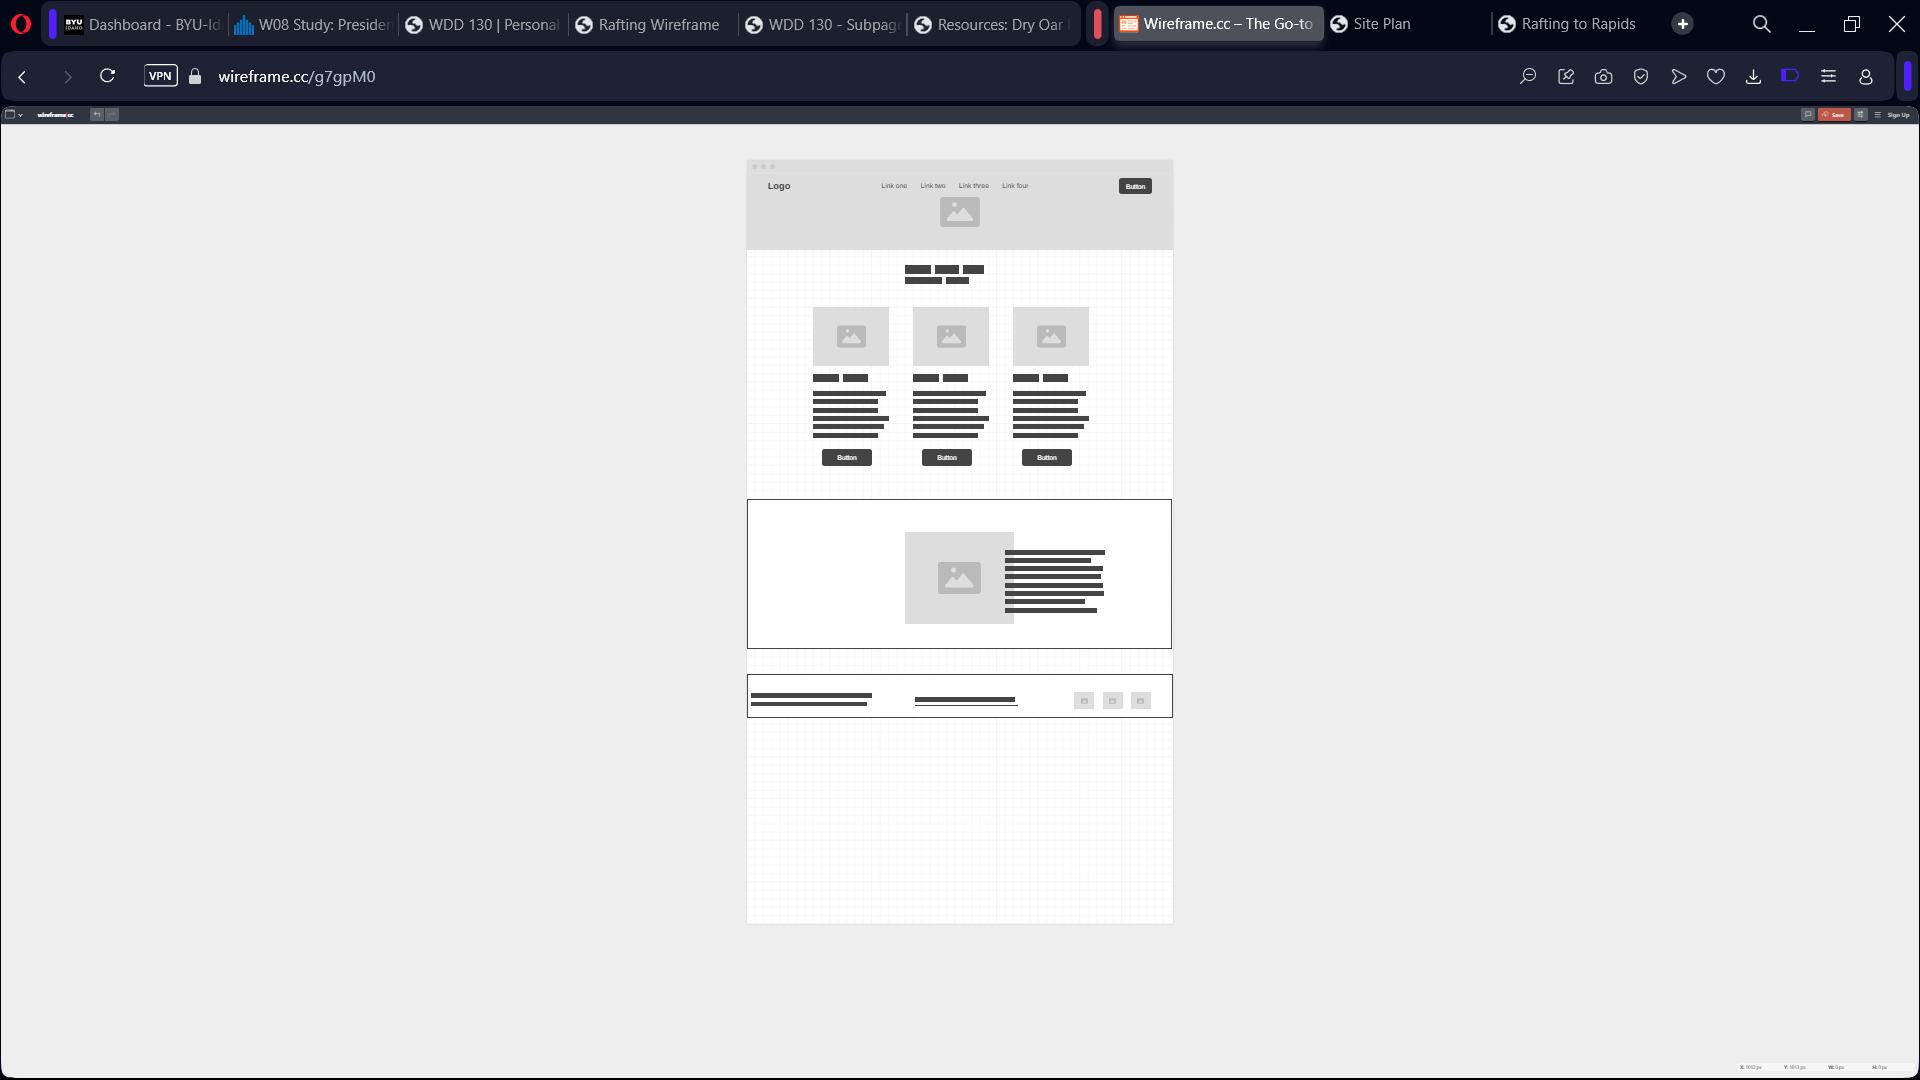 Dashboard - BYU-Id
W08 Study: Presider
WDD 130 | Personal
Rafting Wireframe
WDD 130 - Subpage
Resources: Dry Oar
Wireframe.cc – The Go-to
Site Plan
Rafting to Rapids
VPN
wireframe.cc/g7gpM0
wireframe|cc
Save
Sign Up
Logo
Link one
Link two
Link three
Link four
Button
Button
Button
Button